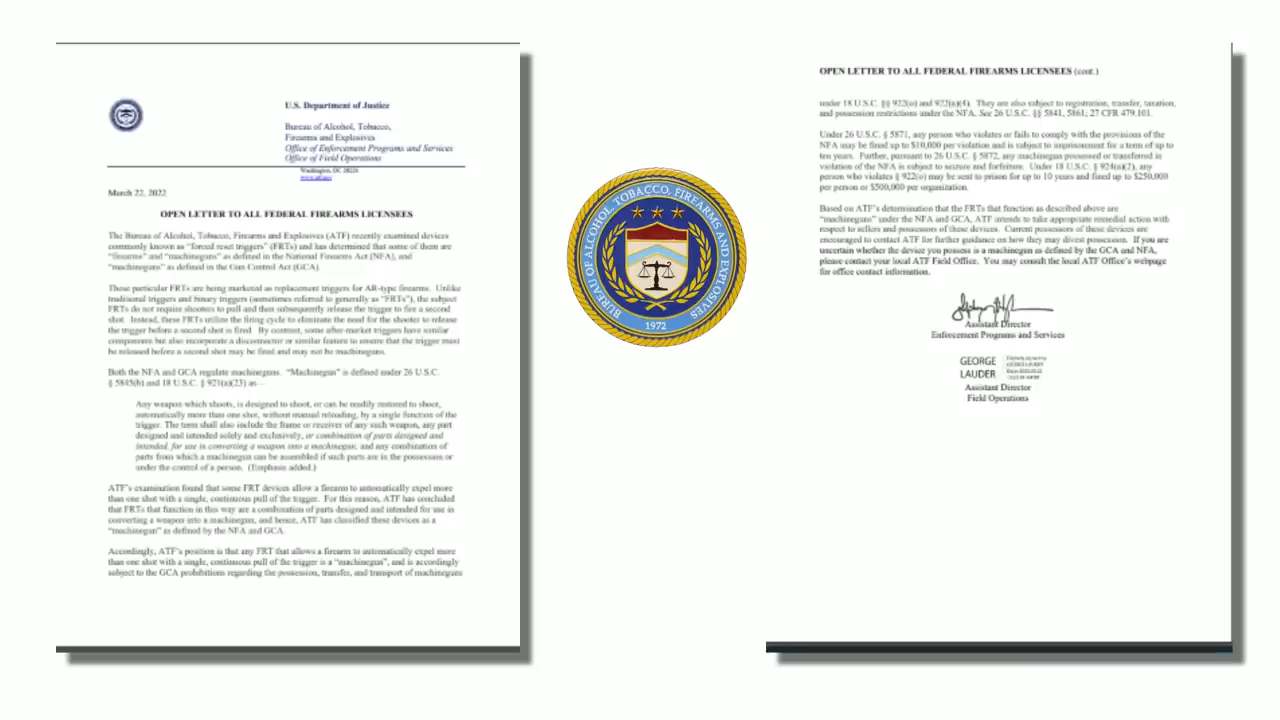 U.S. Department of Justice
Bureau of Alcohol, Tobacco,
Firearms and Explosives
Office of Enforcement Programs and Services
Office of Field Operations
Washington, DC 20226
www.atf.gov
March 22, 2022
OPEN LETTER TO ALL FEDERAL FIREARMS LICENSEES
The Bureau of Alcohol, Tobacco, Firearms and Explosives (ATF) recently examined devices
commonly known as “forced reset triggers” (FRTs) and has determined that some of them are
“firearms” and “machineguns” as defined in the National Firearms Act (NFA), and
“machineguns” as defined in the Gun Control Act (GCA).
These particular FRTs are being marketed as replacement triggers for AR-type firearms. Unlike
traditional triggers and binary triggers (sometimes referred to generally as “FRTs”), the subject
FRTs do not require shooters to pull and then subsequently release the trigger to fire a second
shot. Instead, these FRTs utilize the firing cycle to eliminate the need for the shooter to release
the trigger before a second shot is fired. By contrast, some after-market triggers have similar
components but also incorporate a disconnector or similar feature to ensure that the trigger must
be released before a second shot may be fired and may not be machineguns.
Both the NFA and GCA regulate machineguns. “Machinegun” is defined under 26 U.S.C.
§ 5845(b) and 18 U.S.C. § 921(a)(23) as—
Any weapon which shoots, is designed to shoot, or can be readily restored to shoot,
automatically more than one shot, without manual reloading, by a single function of the
trigger. The term shall also include the frame or receiver of any such weapon, any part
designed and intended solely and exclusively, or combination of parts designed and
intended, for use in converting a weapon into a machinegun, and any combination of
parts from which a machinegun can be assembled if such parts are in the possession or
under the control of a person. (Emphasis added.)
ATF’s examination found that some FRT devices allow a firearm to automatically expel more
than one shot with a single, continuous pull of the trigger. For this reason, ATF has concluded
that FRTs that function in this way are a combination of parts designed and intended for use in
converting a weapon into a machinegun, and hence, ATF has classified these devices as a
“machinegun” as defined by the NFA and GCA.
Accordingly, ATF’s position is that any FRT that allows a firearm to automatically expel more
than one shot with a single, continuous pull of the trigger is a “machinegun”, and is accordingly
subject to the GCA prohibitions regarding the possession, transfer, and transport of machineguns
BUREAU OF ALCOHOL, TOBACCO, FIREARMS AND EXPLOSIVES
1972
OPEN LETTER TO ALL FEDERAL FIREARMS LICENSEES (cont.)
under 18 U.S.C. §§ 922(o) and 922(a)(4). They are also subject to registration, transfer, taxation,
and possession restrictions under the NFA. See 26 U.S.C. §§ 5841, 5861; 27 CFR 479.101.
Under 26 U.S.C. § 5871, any person who violates or fails to comply with the provisions of the
NFA may be fined up to $10,000 per violation and is subject to imprisonment for a term of up to
ten years. Further, pursuant to 26 U.S.C. § 5872, any machinegun possessed or transferred in
violation of the NFA is subject to seizure and forfeiture. Under 18 U.S.C. § 924(a)(2), any
person who violates § 922(o) may be sent to prison for up to 10 years and fined up to $250,000
per person or $500,000 per organization.
Based on ATF’s determination that the FRTs that function as described above are
“machineguns” under the NFA and GCA, ATF intends to take appropriate remedial action with
respect to sellers and possessors of these devices. Current possessors of these devices are
encouraged to contact ATF for further guidance on how they may divest possession. If you are
uncertain whether the device you possess is a machinegun as defined by the GCA and NFA,
please contact your local ATF Field Office. You may consult the local ATF Office’s webpage
for office contact information.
Assistant Director
Enforcement Programs and Services
GEORGE
LAUDER
Assistant Director
Field Operations